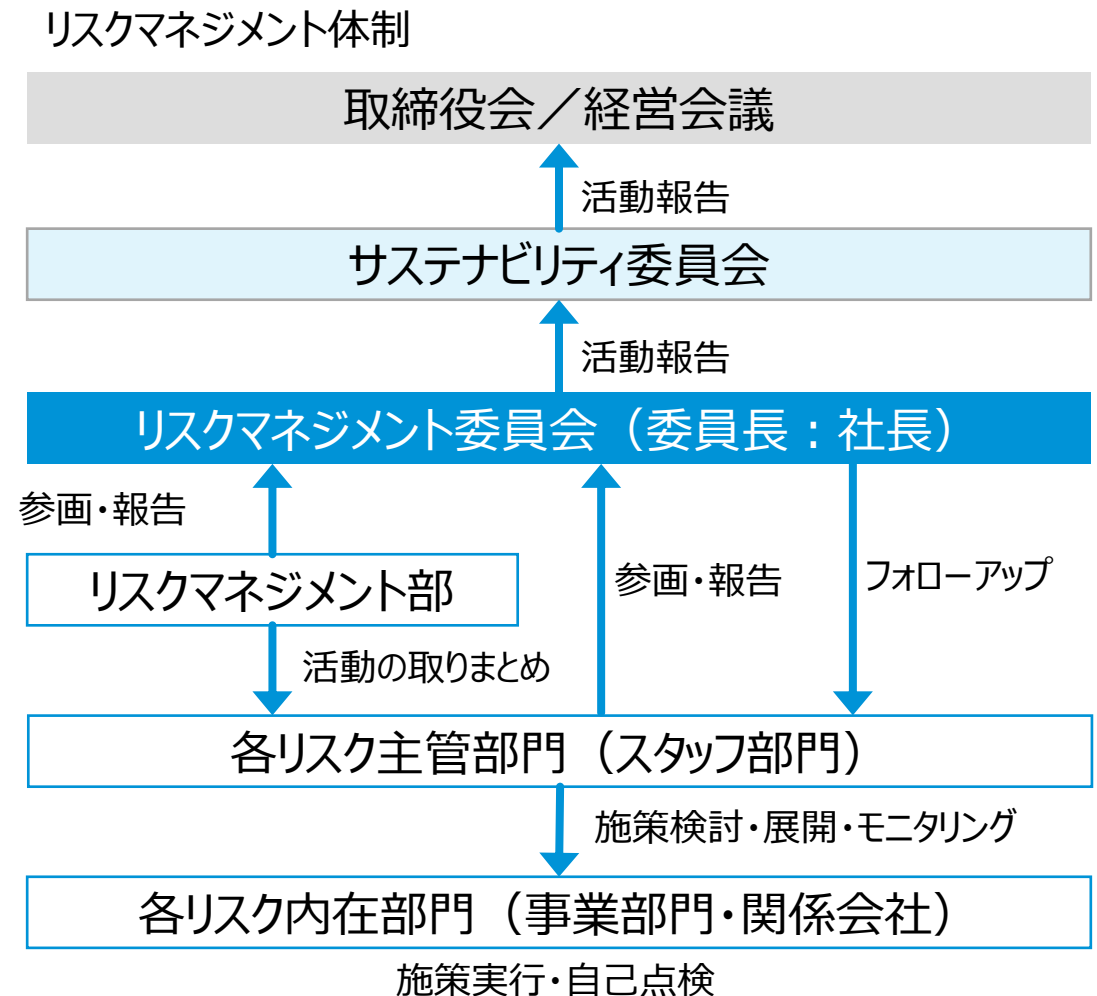 リスクマネジメント体制
取締役会／経営会議
活動報告
サステナビリティ委員会
活動報告
リスクマネジメント委員会（委員長：社長）
参画・報告
リスクマネジメント部
参画・報告
フォローアップ
活動の取りまとめ
各リスク主管部門（スタッフ部門）
施策検討・展開・モニタリング
各リスク内在部門（事業部門・関係会社）
施策実行・自己点検